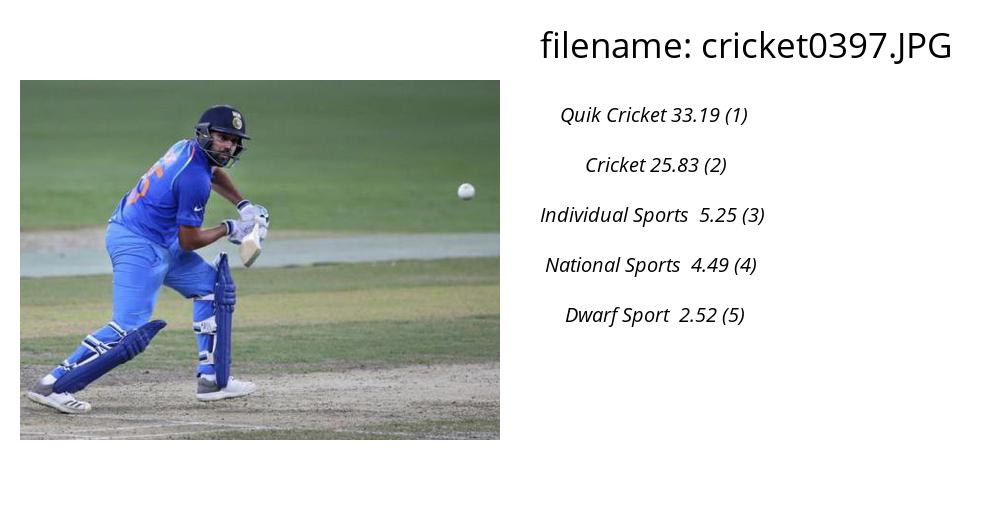 filename: cricket0397.JPG
Quik Cricket 33.19 (1)
Cricket 25.83 (2)
Individual Sports 5.25 (3)
National Sports 4.49 (4)
Dwarf Sport 2.52 (5)